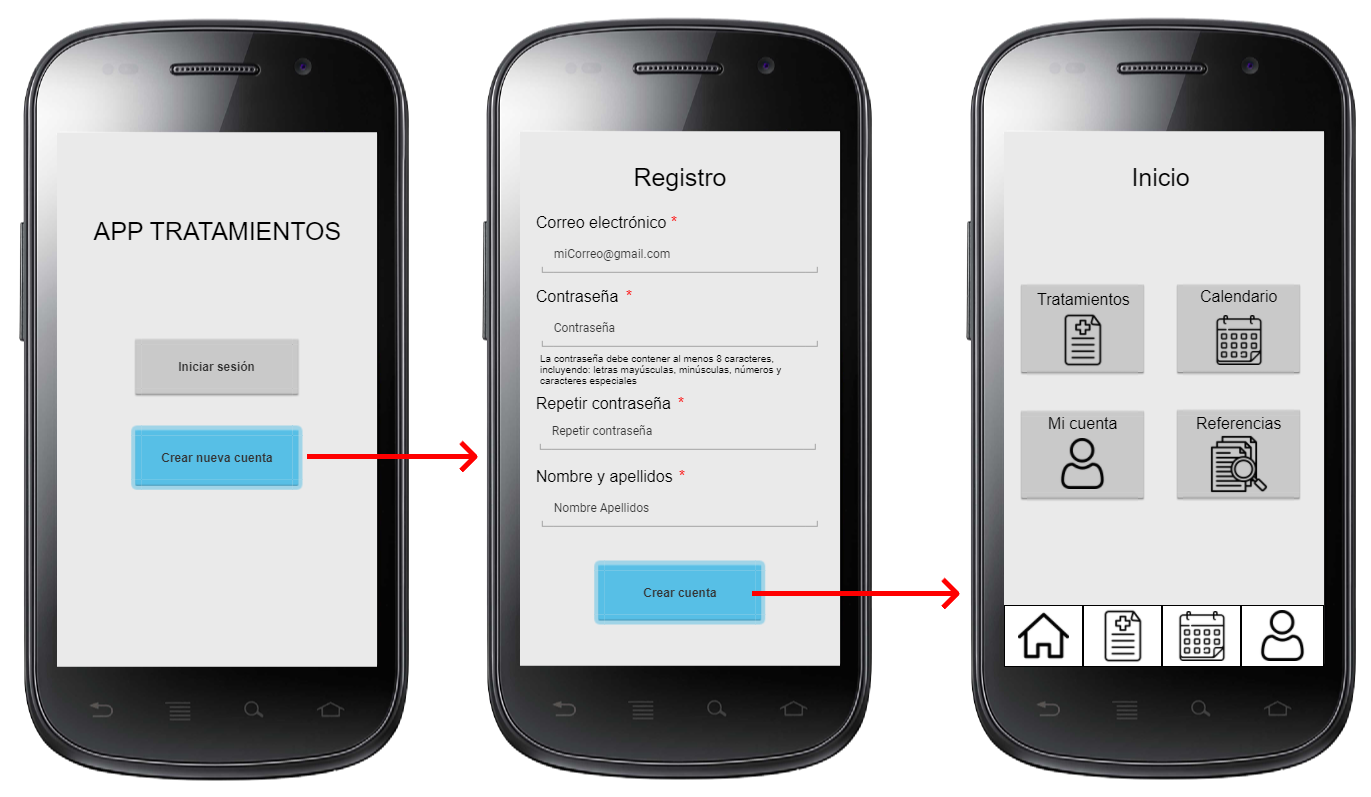 APP TRATAMIENTOS
Iniciar sesión
Crear nueva cuenta
Registro
Correo electrónico *
miCorreo@gmail.com
Contraseña *
Contraseña
La contraseña debe contener al menos 8 caracteres,
incluyendo: letras mayúsculas, minúsculas, números y
caracteres especiales
Repetir contraseña *
Repetir contraseña
Nombre y apellidos *
Nombre Apellidos
Crear cuenta
Inicio
Tratamientos
Calendario
Mi cuenta
Referencias